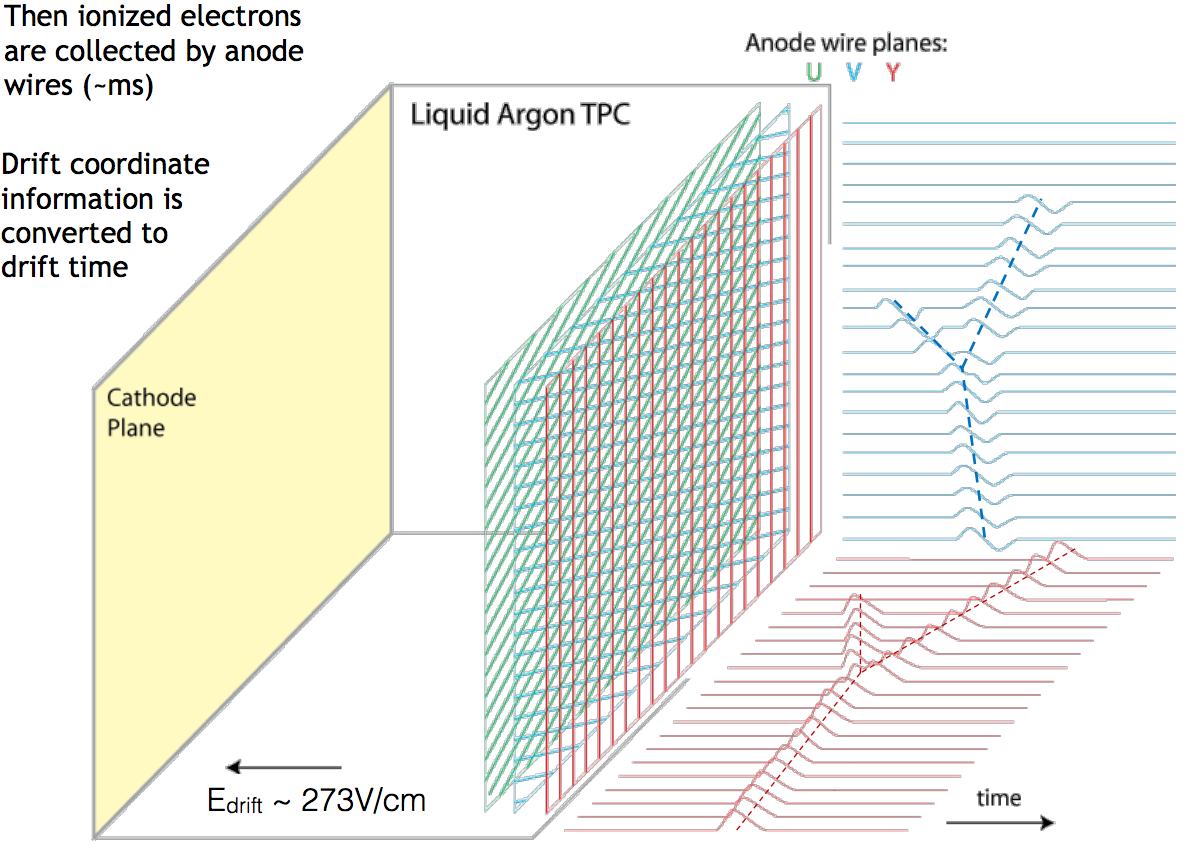 Then ionized electrons
are collected by anode
wires (~ms)
Drift coordinate
information is
converted to
drift time
Anode wire planes:
U V Y
Liquid Argon TPC
Cathode
Plane
Edrift ~ 273V/cm
time